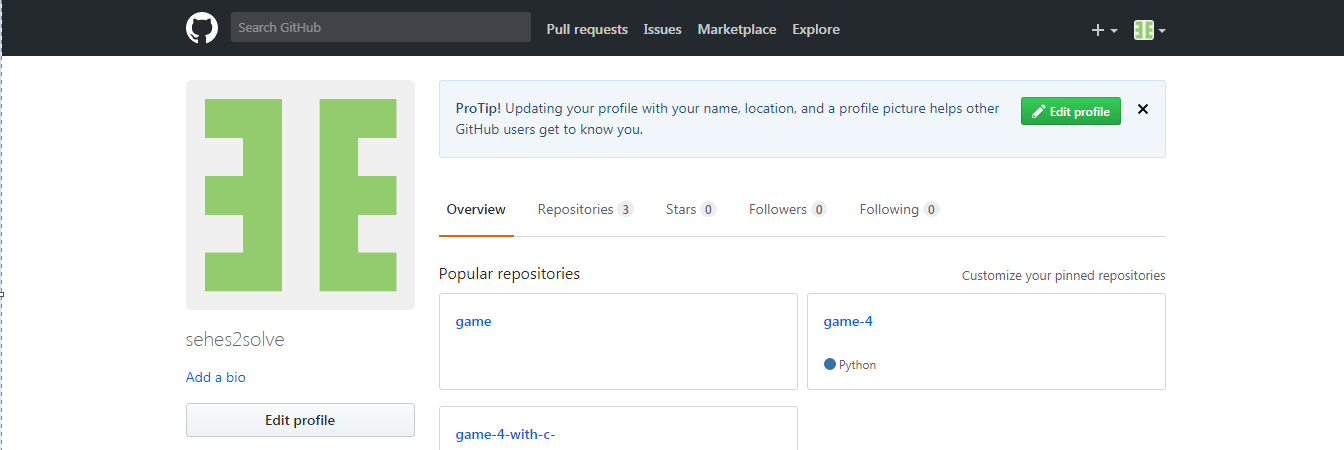 Search GitHub
Pull requests Issues Marketplace Explore
ProTip! Updating your profile with your name, location, and a profile picture helps other
GitHub users get to know you.
Edit profile
Overview Repositories 3 Stars 0 Followers 0 Following 0
Popular repositories Customize your pinned repositories
game
game-4
Python
game-4-with-c-
sehes2solve
Add a bio
Edit profile